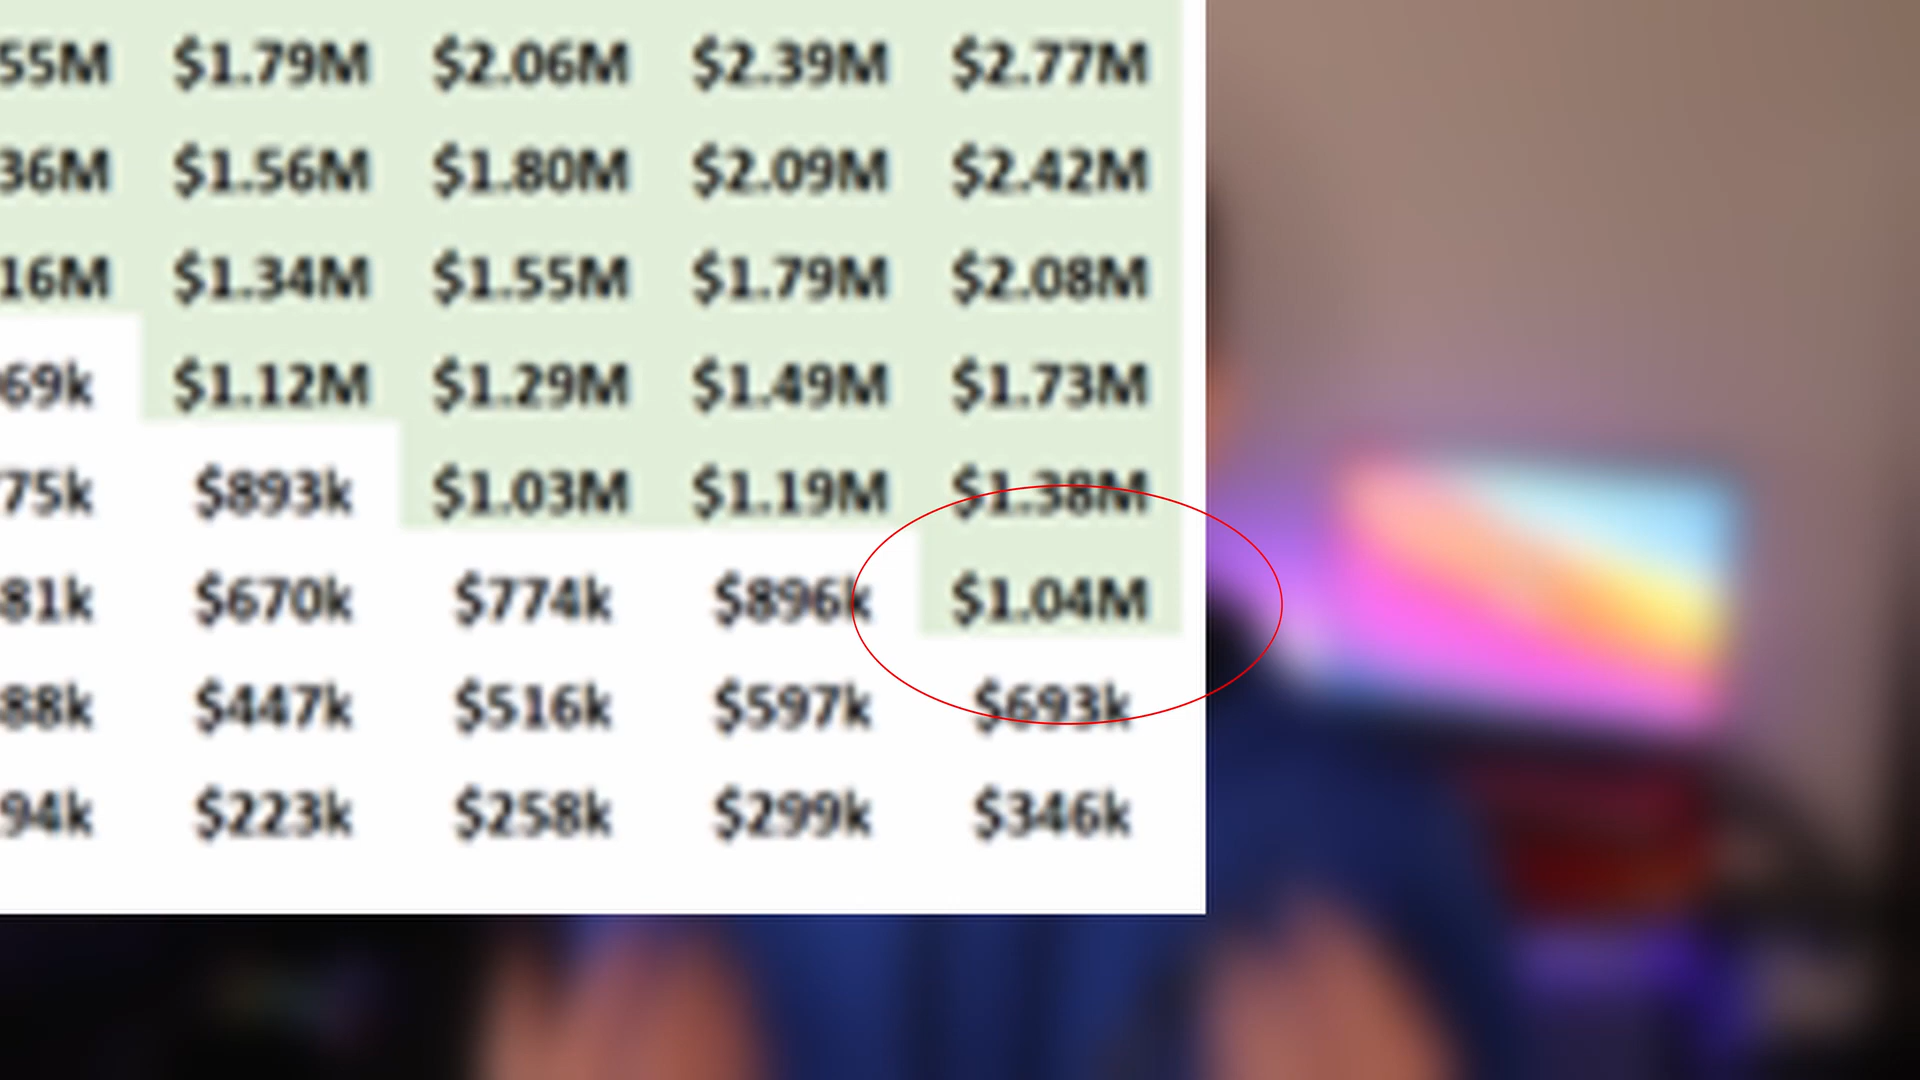 55M $1.79M $2.06M $2.39M $2.77M
36M $1.56M $1.80M $2.09M $2.42M
16M $1.34M $1.55M $1.79M $2.08M
69k $1.12M $1.29M $1.49M $1.73M
75k $893k $1.03M $1.19M $1.38M
81k $670k $774k $896k $1.04M
88k $447k $516k $597k $693k
94k $223k $258k $299k $346k